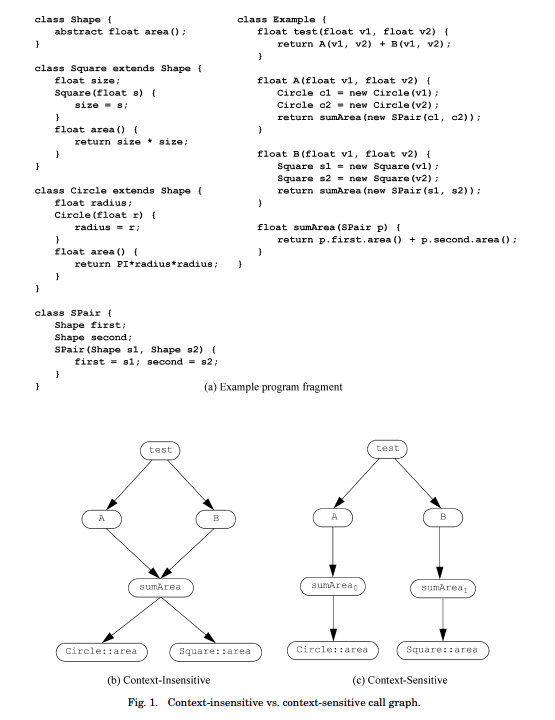 class Shape {
    abstract float area();
}

class Square extends Shape {
    float size;
    Square(float s) {
        size = s;
    }
    float area() {
        return size * size;
    }
}

class Circle extends Shape {
    float radius;
    Circle(float r) {
        radius = r;
    }
    float area() {
        return PI*radius*radius;
    }
}

class SPair {
    Shape first;
    Shape second;
    SPair(Shape s1, Shape s2) {
        first = s1; second = s2;
    }
}

class Example {
    float test(float v1, float v2) {
        return A(v1, v2) + B(v1, v2);
    }

    float A(float v1, float v2) {
        Circle c1 = new Circle(v1);
        Circle c2 = new Circle(v2);
        return sumArea(new SPair(c1, c2));
    }

    float B(float v1, float v2) {
        Square s1 = new Square(v1);
        Square s2 = new Square(v2);
        return sumArea(new SPair(s1, s2));
    }

    float sumArea(SPair p) {
        return p.first.area() + p.second.area();
    }
}
(a) Example program fragment
test
A
B
sumArea
Circle::area
Square::area
(b) Context-Insensitive
test
A
B
sumArea0
sumArea1
Circle::area
Square::area
(c) Context-Sensitive
Fig. 1. Context-insensitive vs. context-sensitive call graph.